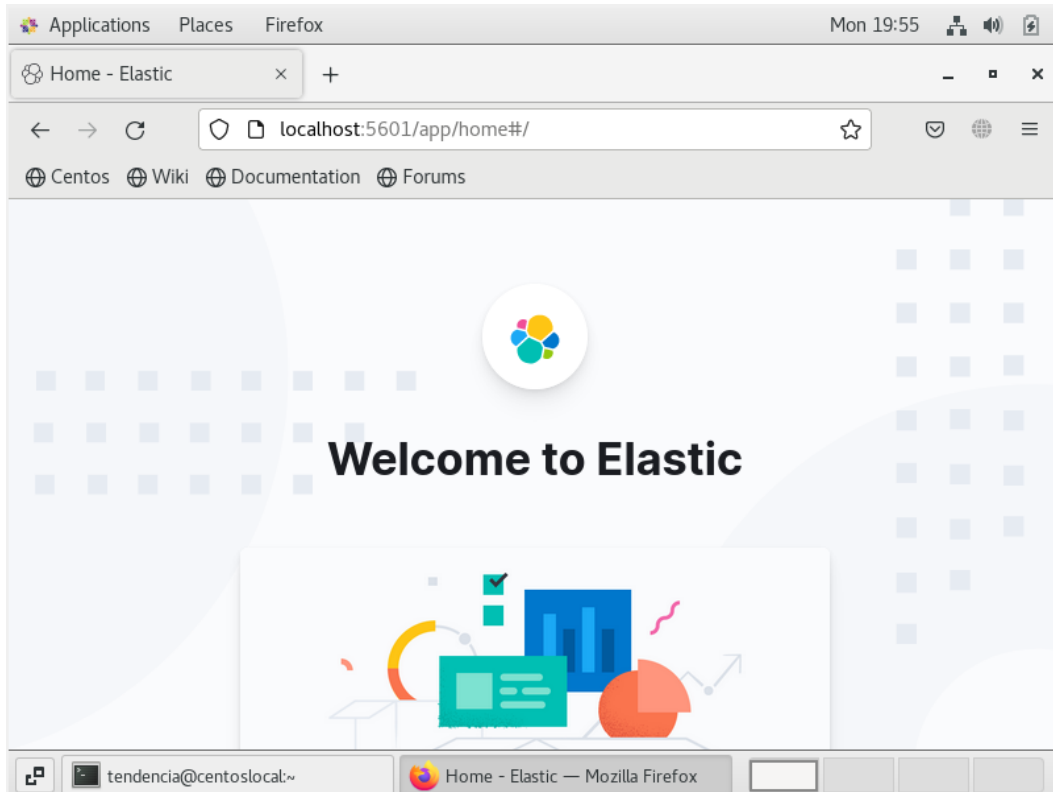 Applications Places Firefox Mon 19:55
Home - Elastic
localhost:5601/app/home#/
Centos Wiki Documentation Forums
Welcome to Elastic
tendencia@centoslocal:~ Home - Elastic — Mozilla Firefox